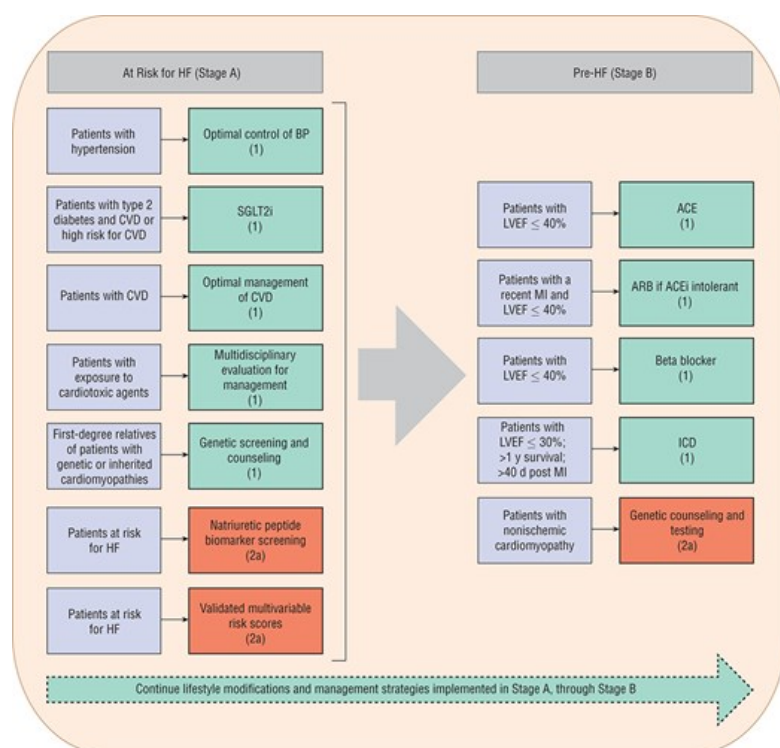 At Risk for HF (Stage A)
Patients with
hypertension
Optimal control of BP
(1)
Patients with type 2
diabetes and CVD or
high risk for CVD
SGLT2i
(1)
Patients with CVD
Optimal management
of CVD
(1)
Patients with
exposure to
cardiotoxic agents
Multidisciplinary
evaluation for
management
(1)
First-degree relatives
of patients with
genetic or inherited
cardiomyopathies
Genetic screening and
counseling
(1)
Patients at risk
for HF
Natriuretic peptide
biomarker screening
(2a)
Patients at risk
for HF
Validated multivariable
risk scores
(2a)
Pre-HF (Stage B)
Patients with
LVEF ≤ 40%
ACE
(1)
Patients with a
recent MI and
LVEF ≤ 40%
ARB if ACEi intolerant
(1)
Patients with
LVEF ≤ 40%
Beta blocker
(1)
Patients with
LVEF ≤ 30%;
>1 y survival;
>40 d post MI
ICD
(1)
Patients with
nonischemic
cardiomyopathy
Genetic counseling and
testing
(2a)
Continue lifestyle modifications and management strategies implemented in Stage A, through Stage B